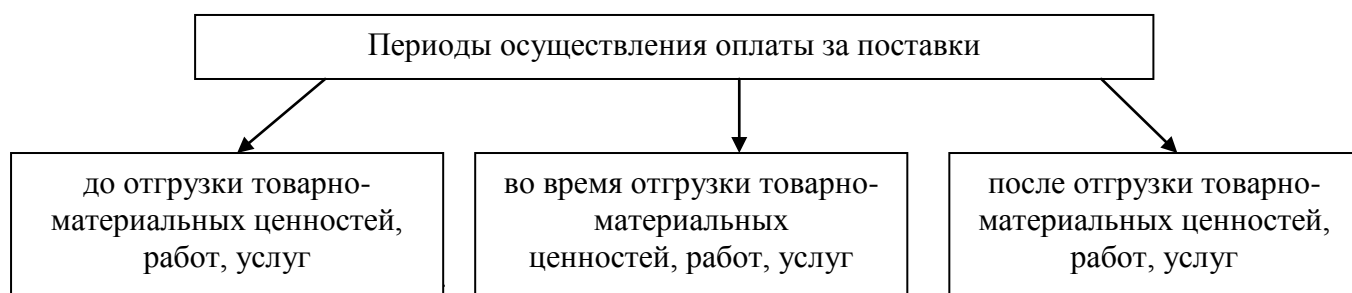 Периоды осуществления оплаты за поставки
до отгрузки товарно-
материальных ценностей,
работ, услуг
во время отгрузки товарно-
материальных
ценностей, работ, услуг
после отгрузки товарно-
материальных ценностей,
работ, услуг